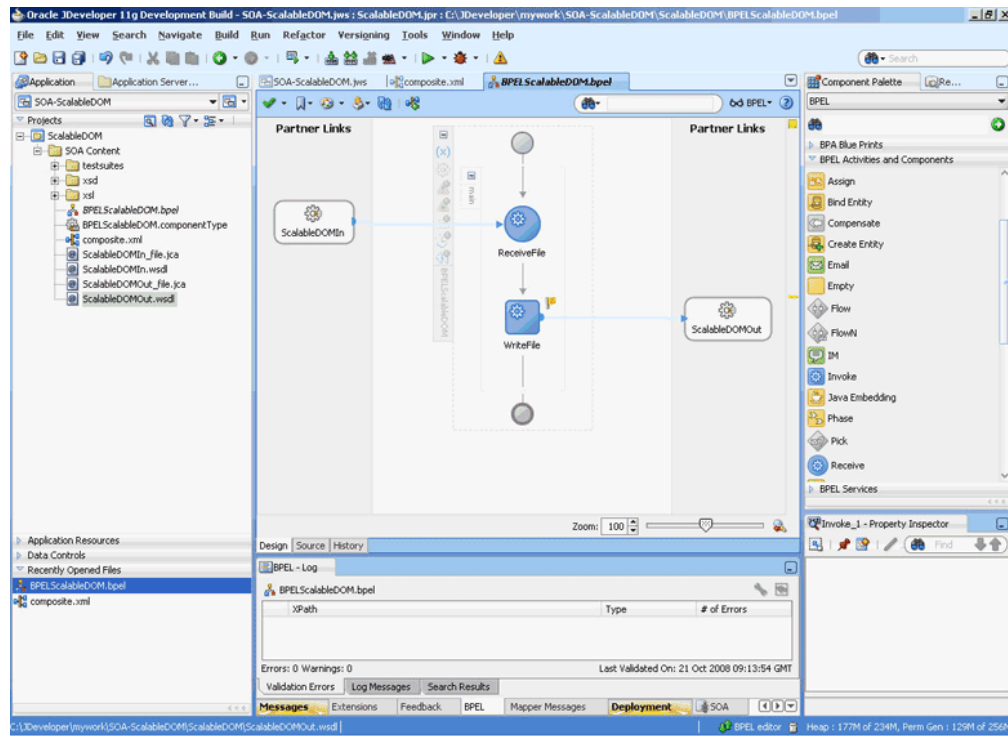 Oracle JDeveloper 11g Development Build - SOA-ScalableDOM.jws : ScalableDOM.jpr : C:\JDeveloper\mywork\SOA-ScalableDOM\ScalableDOM\BPELScalableDOM.bpel
File Edit View Search Navigate Build Run Refactor Versioning Tools Window Help
Search
Application
Application Server...
SOA-ScalableDOM
Projects
ScalableDOM
SOA Content
testsuites
xsd
xsl
BPELScalableDOM.bpel
BPELScalableDOM.componentType
composite.xml
ScalableDOMIn_file.jca
ScalableDOMIn.wsdl
ScalableDOMOut_file.jca
ScalableDOMOut.wsdl
Application Resources
Data Controls
Recently Opened Files
BPELScalableDOM.bpel
composite.xml
SOA-ScalableDOM.jws
composite.xml
BPELScalableDOM.bpel
BPEL
Partner Links
Partner Links
(x)
main
BPELScalableDOM
ScalableDOMIn
ReceiveFile
WriteFile
ScalableDOMOut
Zoom: 100
Design Source History
BPEL - Log
BPELScalableDOM.bpel
XPath Type # of Errors
Errors: 0 Warnings: 0
Last Validated On: 21 Oct 2008 09:13:54 GMT
Validation Errors Log Messages Search Results
Messages Extensions Feedback BPEL Mapper Messages Deployment SOA
Component Palette
Re...
BPEL
BPA Blue Prints
BPEL Activities and Components
Assign
Bind Entity
Compensate
Create Entity
Email
Empty
Flow
FlowN
IM
Invoke
Java Embedding
Phase
Pick
Receive
BPEL Services
Invoke_1 - Property Inspector
Find
C:\JDeveloper\mywork\SOA-ScalableDOM\ScalableDOM\ScalableDOMOut.wsdl
BPEL editor
Heap : 177M of 234M, Perm Gen : 129M of 256M